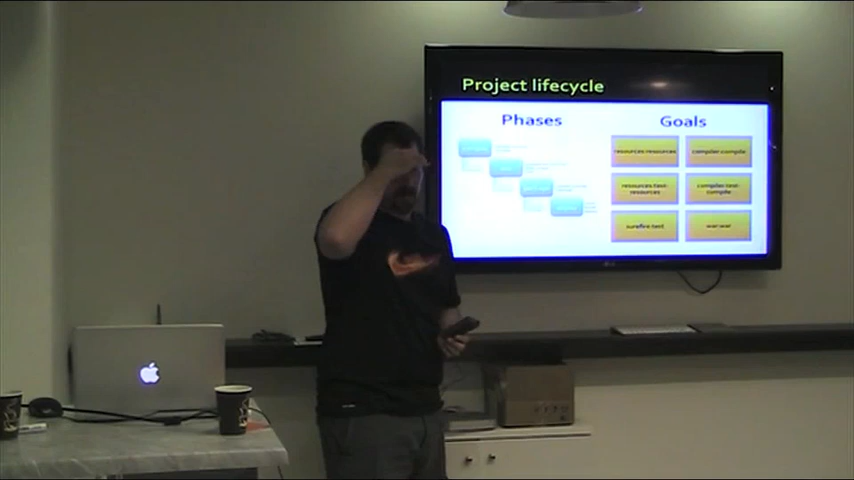 Project lifecycle
Phases
Goals
resources:resources
compiler:compile
resources:test-
resources
compiler:test-
compile
surefire:test
war:war